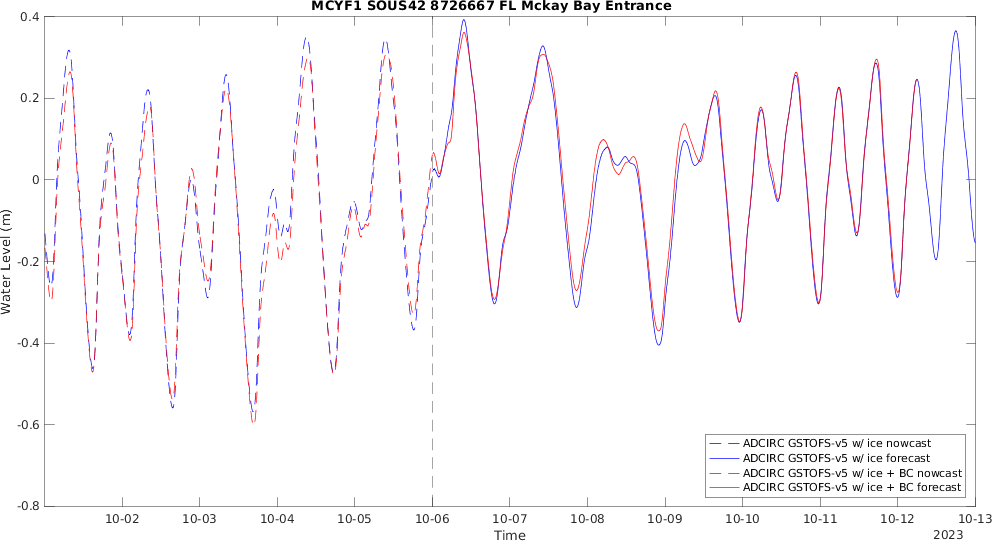 MCYF1 SOUS42 8726667 FL Mckay Bay Entrance
0.4
0.2
0
-0.2
-0.4
-0.6
-0.8
Water Level (m)
10-02 10-03 10-04 10-05 10-06 10-07 10-08 10-09 10-10 10-11 10-12 10-13
Time
2023
ADCIRC GSTOFS-v5 w/ ice nowcast
ADCIRC GSTOFS-v5 w/ ice forecast
ADCIRC GSTOFS-v5 w/ ice + BC nowcast
ADCIRC GSTOFS-v5 w/ ice + BC forecast